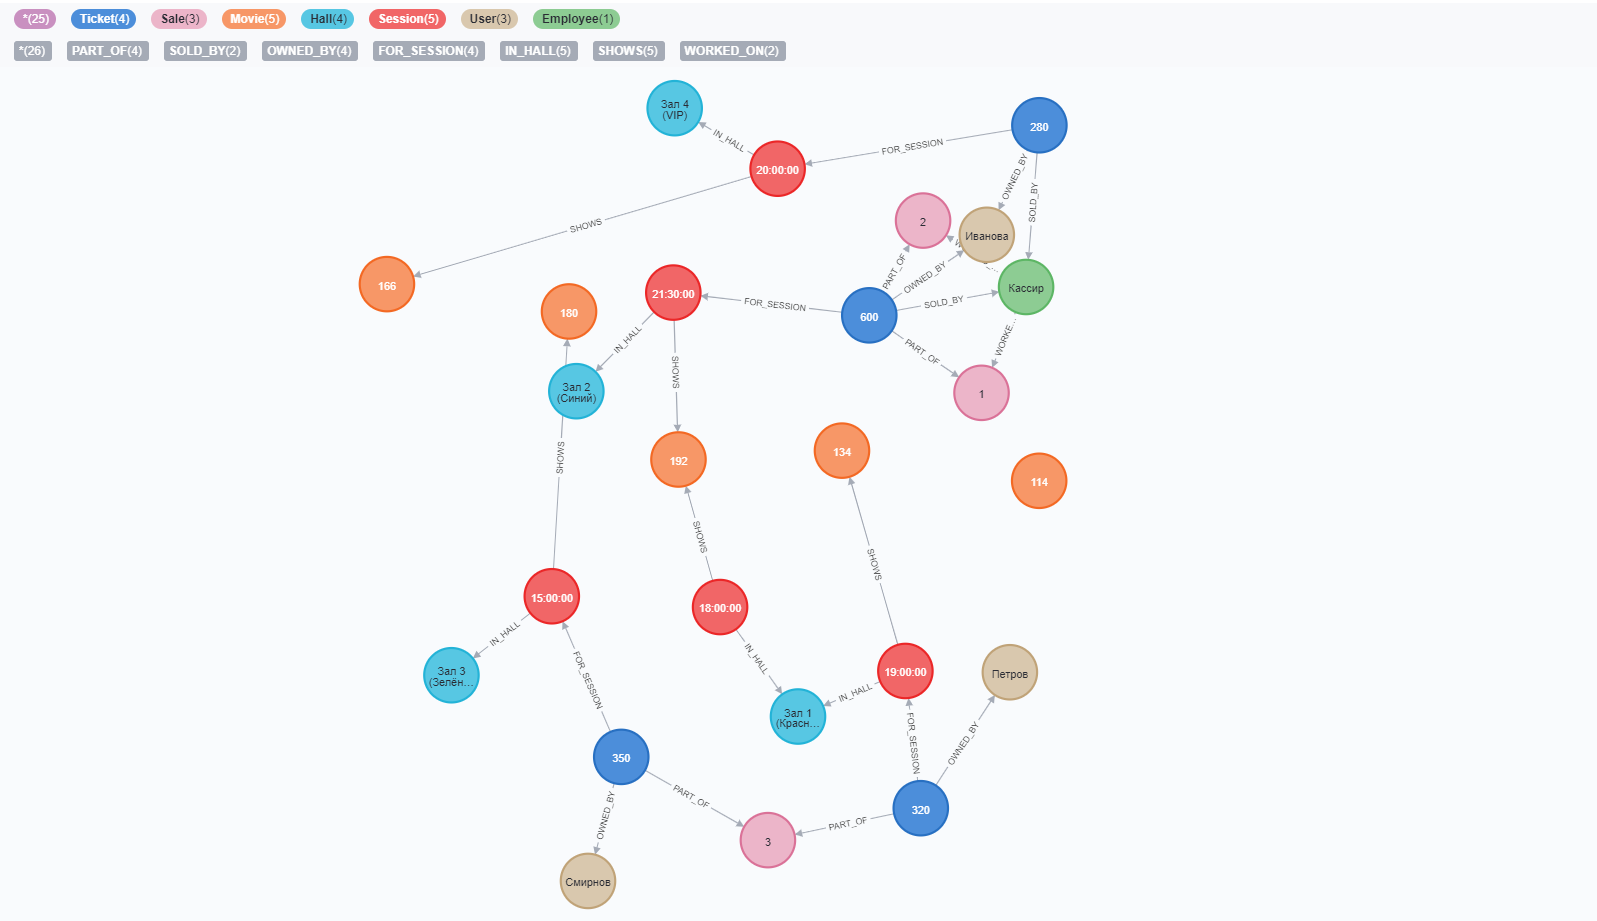 *(25) Ticket(4) Sale(3) Movie(5) Hall(4) Session(5) User(3) Employee(1)
*(26) PART_OF(4) SOLD_BY(2) OWNED_BY(4) FOR_SESSION(4) IN_HALL(5) SHOWS(5) WORKED_ON(2)
Зал 4
(VIP)
280
IN_HALL
FOR_SESSION
20:00:00
OWNED_BY
SOLD_BY
SHOWS
2
Иванова
PART_OF
OWNED_BY
166
21:30:00
Кассир
180
FOR_SESSION
SOLD_BY
600
IN_HALL
WORKE...
PART_OF
SHOWS
Зал 2
(Синий)
1
SHOWS
192
134
114
SHOWS
SHOWS
15:00:00
18:00:00
IN_HALL
IN_HALL
FOR_SESSION
Зал 3
(Зелён...
19:00:00
Петров
IN_HALL
Зал 1
(Красн...
FOR_SESSION
OWNED_BY
350
PART_OF
320
OWNED_BY
PART_OF
3
Смирнов